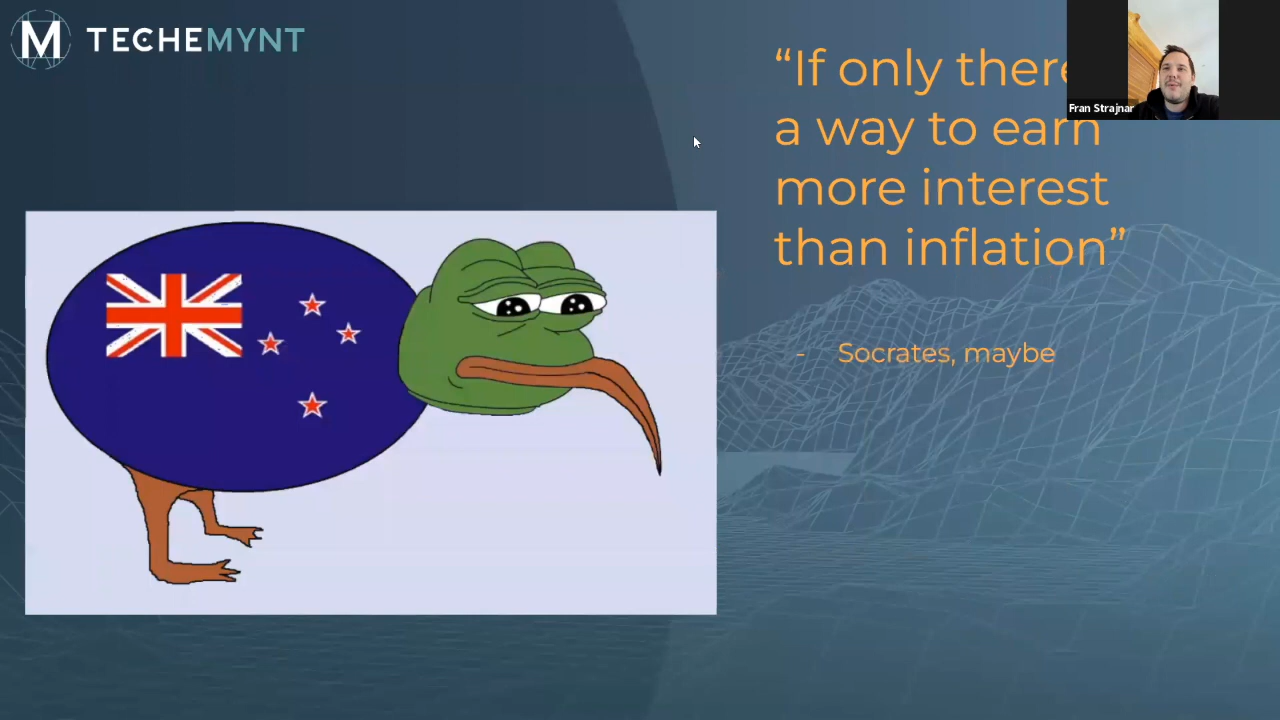 M TECHEMYNT
“If only there
a way to earn
more interest
than inflation”
- Socrates, maybe
Fran Strajnar